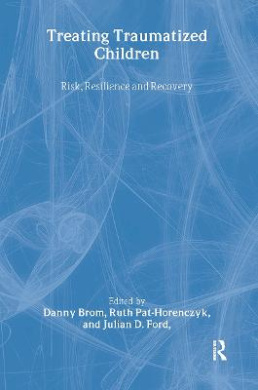 Treating Traumatized
Children
Risk, Resilience and Recovery
Edited by
Danny Brom, Ruth Pat-Horenczyk,
and Julian D. Ford,
R